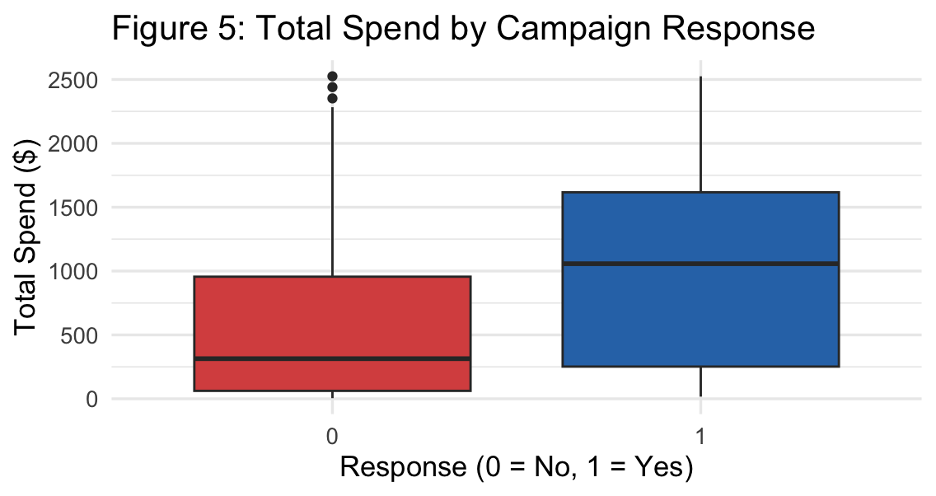 Figure 5: Total Spend by Campaign Response
Total Spend ($)
2500
2000
1500
1000
500
0
0 1
Response (0 = No, 1 = Yes)